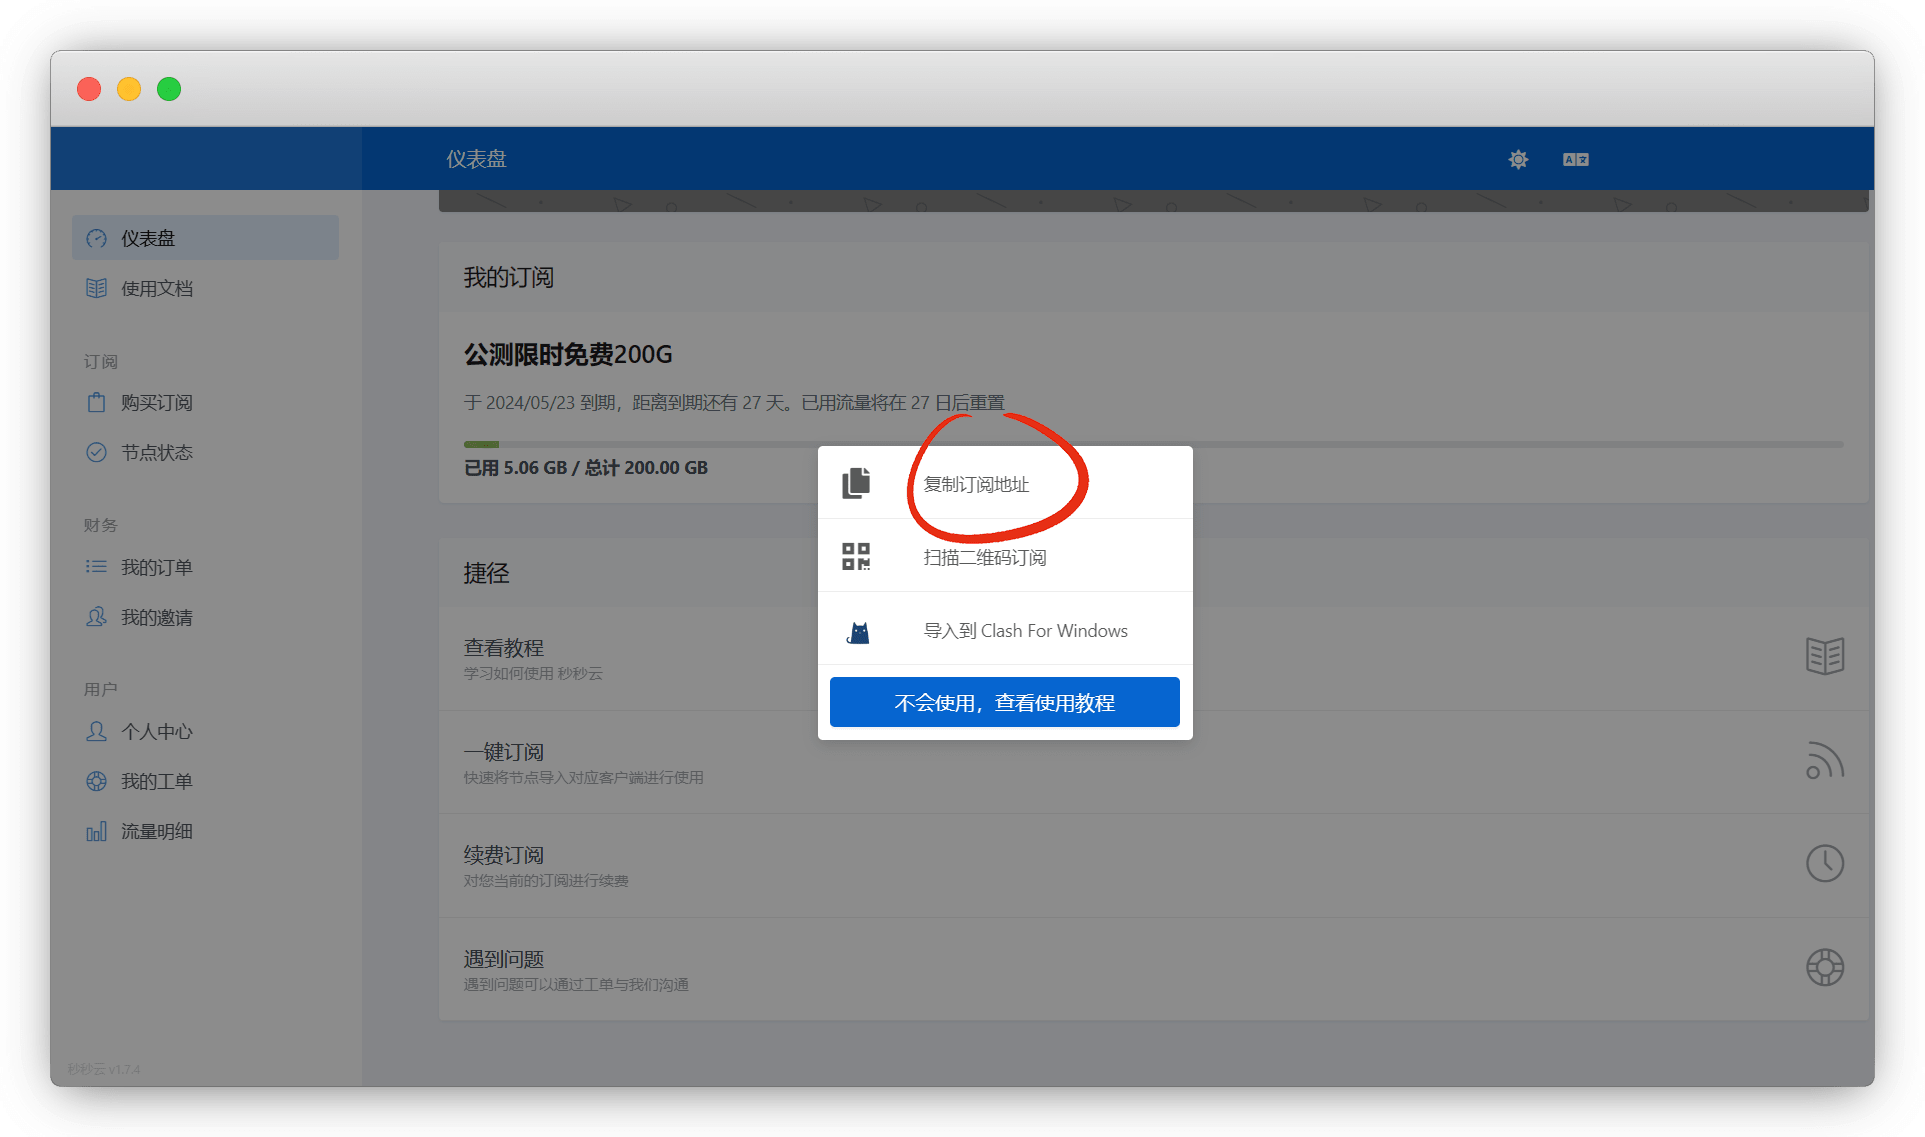 仪表盘
A 文
仪表盘
使用文档
订阅
购买订阅
节点状态
财务
我的订单
我的邀请
用户
个人中心
我的工单
流量明细
秒秒云 v1.7.4
我的订阅
公测限时免费200G
于 2024/05/23 到期，距离到期还有 27 天。已用流量将在 27 日后重置
已用 5.06 GB / 总计 200.00 GB
复制订阅地址
扫描二维码订阅
导入到 Clash For Windows
不会使用，查看使用教程
捷径
查看教程
学习如何使用 秒秒云
一键订阅
快速将节点导入对应客户端进行使用
续费订阅
对您当前的订阅进行续费
遇到问题
遇到问题可以通过工单与我们沟通